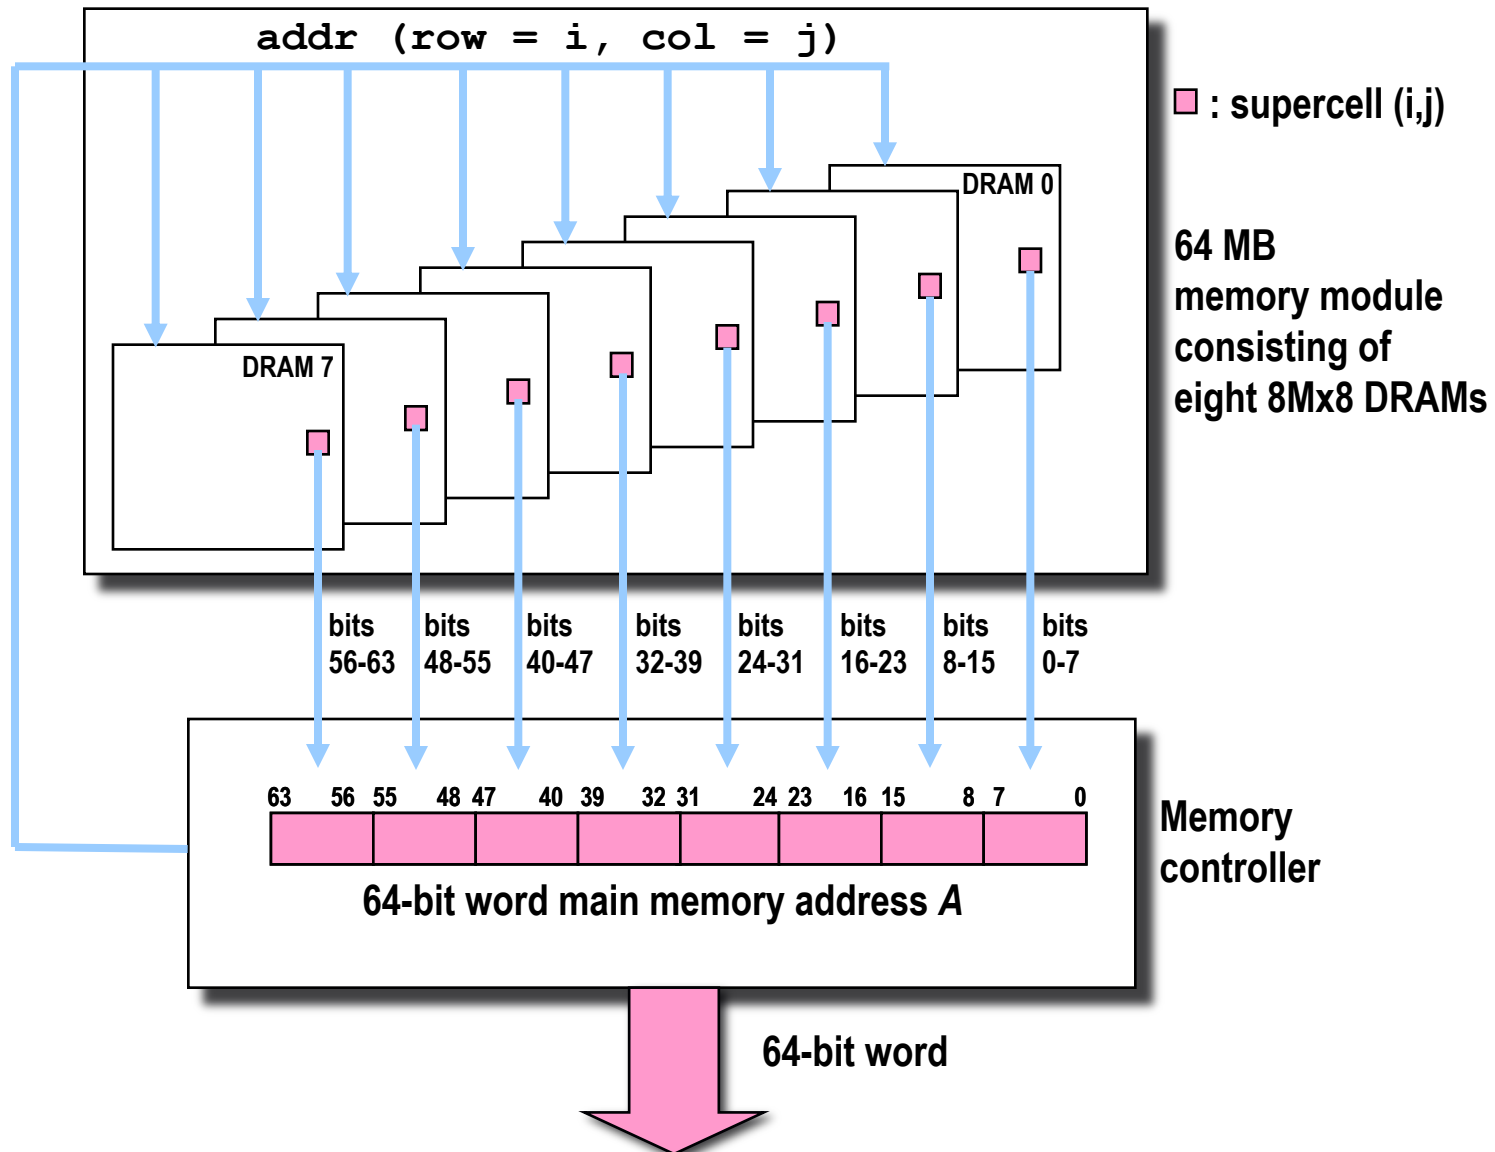 addr (row = i, col = j)
: supercell (i,j)
DRAM 0
64 MB
memory module
consisting of
eight 8Mx8 DRAMs
DRAM 7
bits
56-63
bits
48-55
bits
40-47
bits
32-39
bits
24-31
bits
16-23
bits
8-15
bits
0-7
63 56 55 48 47 40 39 32 31 24 23 16 15 8 7 0
Memory
controller
64-bit word main memory address A
64-bit word